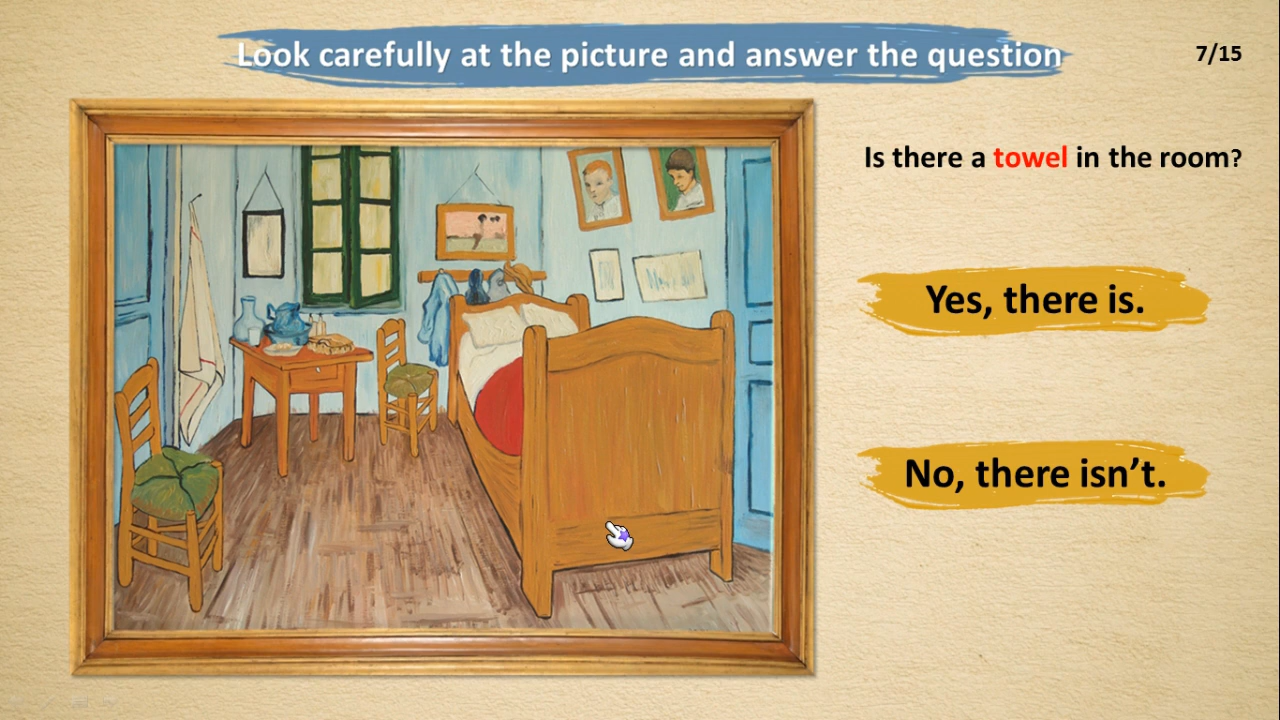 Look carefully at the picture and answer the question
7/15
Is there a towel in the room?
Yes, there is.
No, there isn’t.